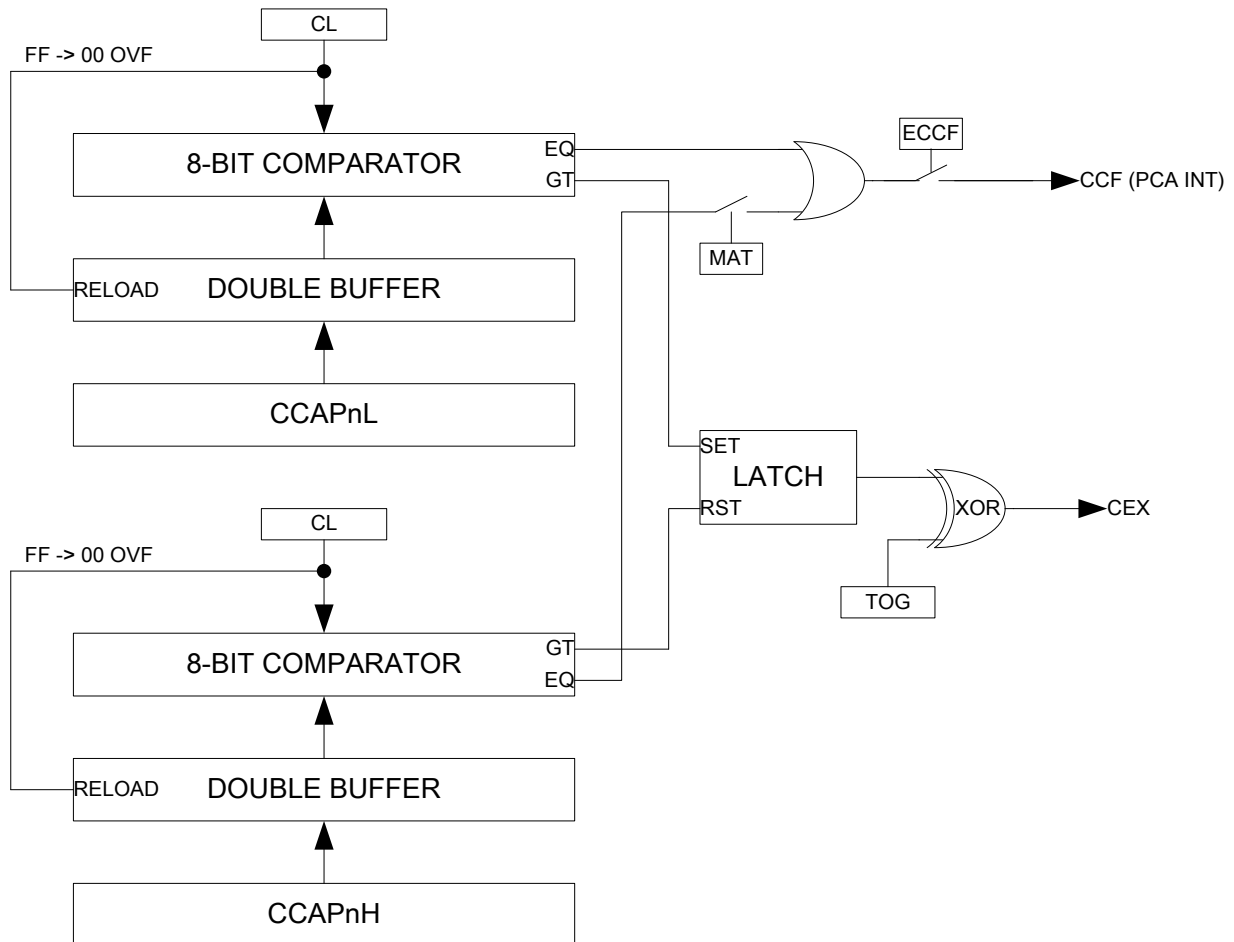 CL
FF -> 00 OVF
8-BIT COMPARATOR
EQ
GT
ECCF
CCF (PCA INT)
MAT
RELOAD
DOUBLE BUFFER
CCAPnL
SET
LATCH
RST
XOR
CEX
TOG
CL
FF -> 00 OVF
8-BIT COMPARATOR
GT
EQ
RELOAD
DOUBLE BUFFER
CCAPnH